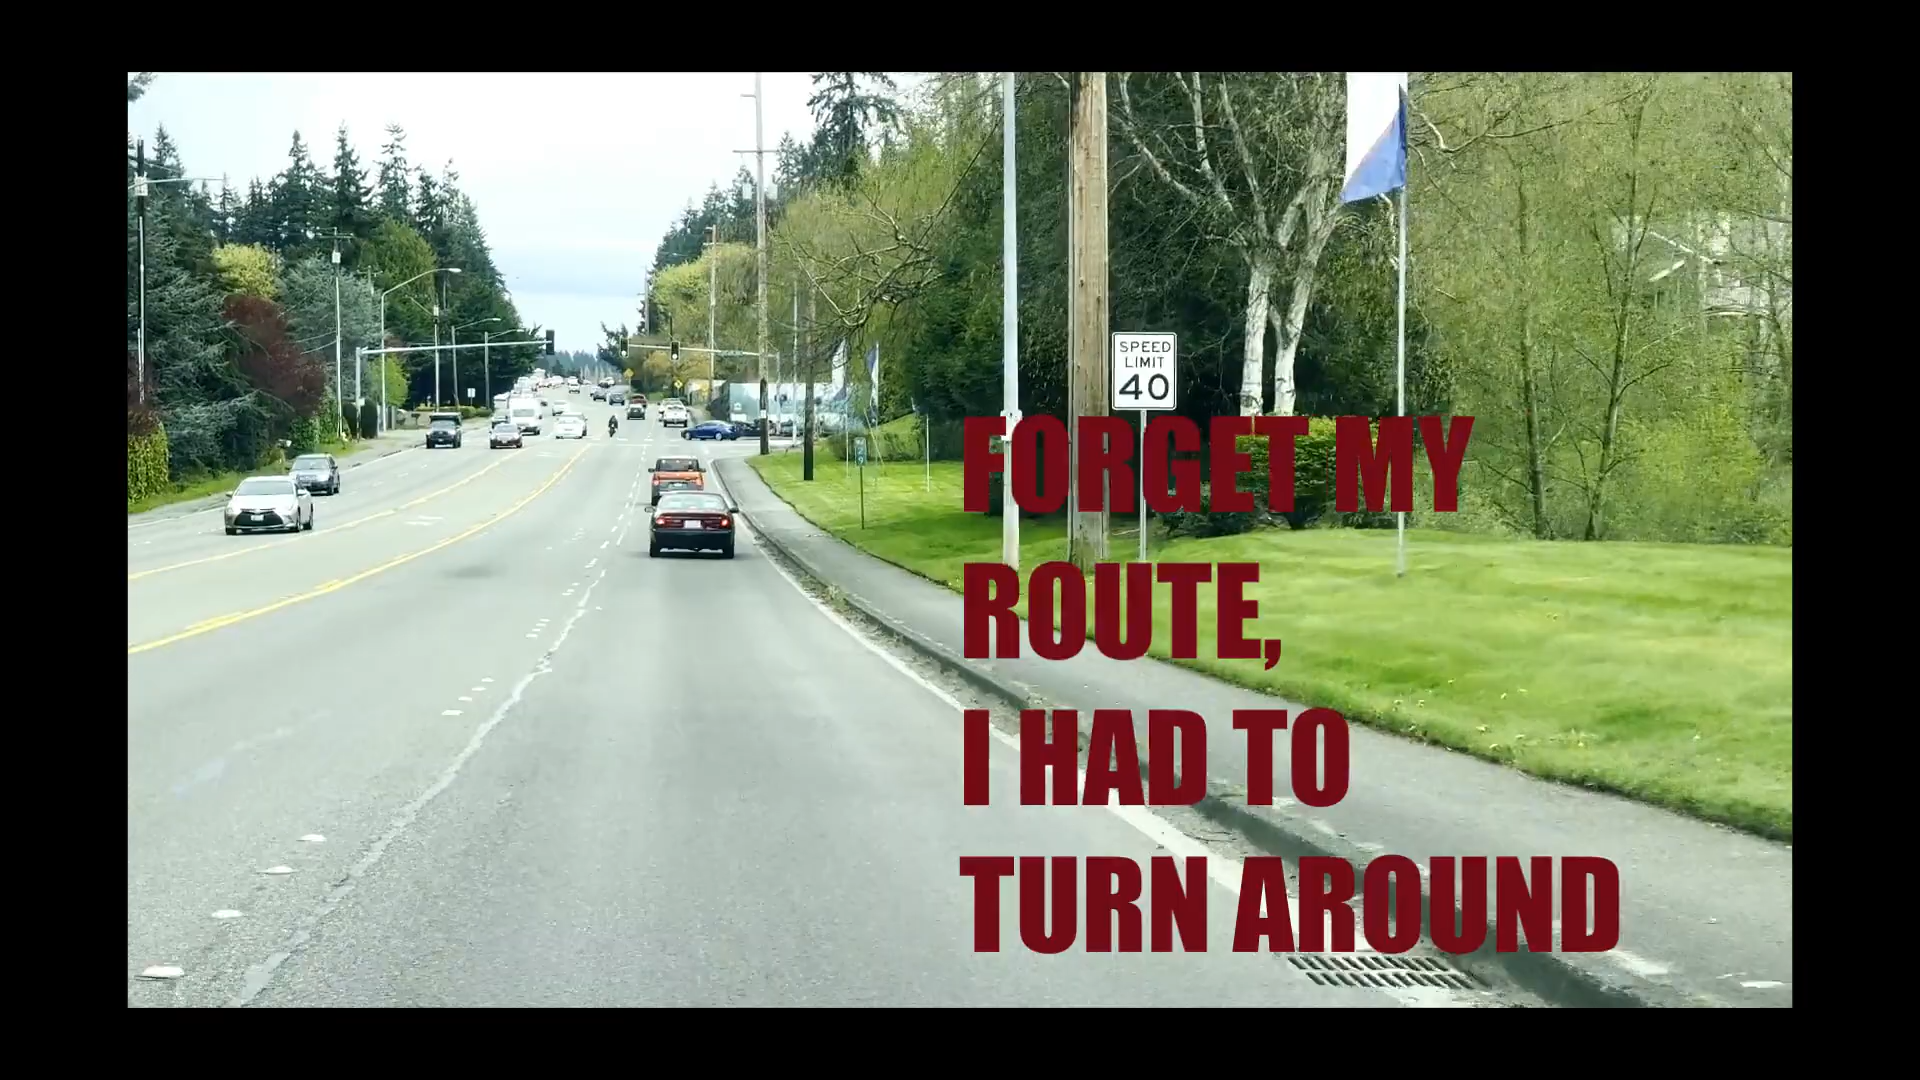 SPEED
LIMIT
40
FORGET MY
ROUTE,
I HAD TO
TURN AROUND